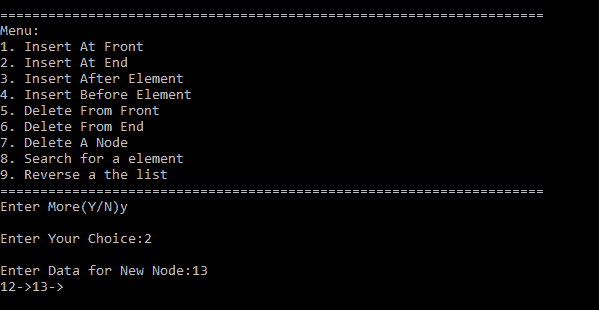 ====================================================================
Menu:
1. Insert At Front
2. Insert At End
3. Insert After Element
4. Insert Before Element
5. Delete From Front
6. Delete From End
7. Delete A Node
8. Search for a element
9. Reverse a the list
====================================================================
Enter More(Y/N)y
Enter Your Choice:2
Enter Data for New Node:13
12->13->